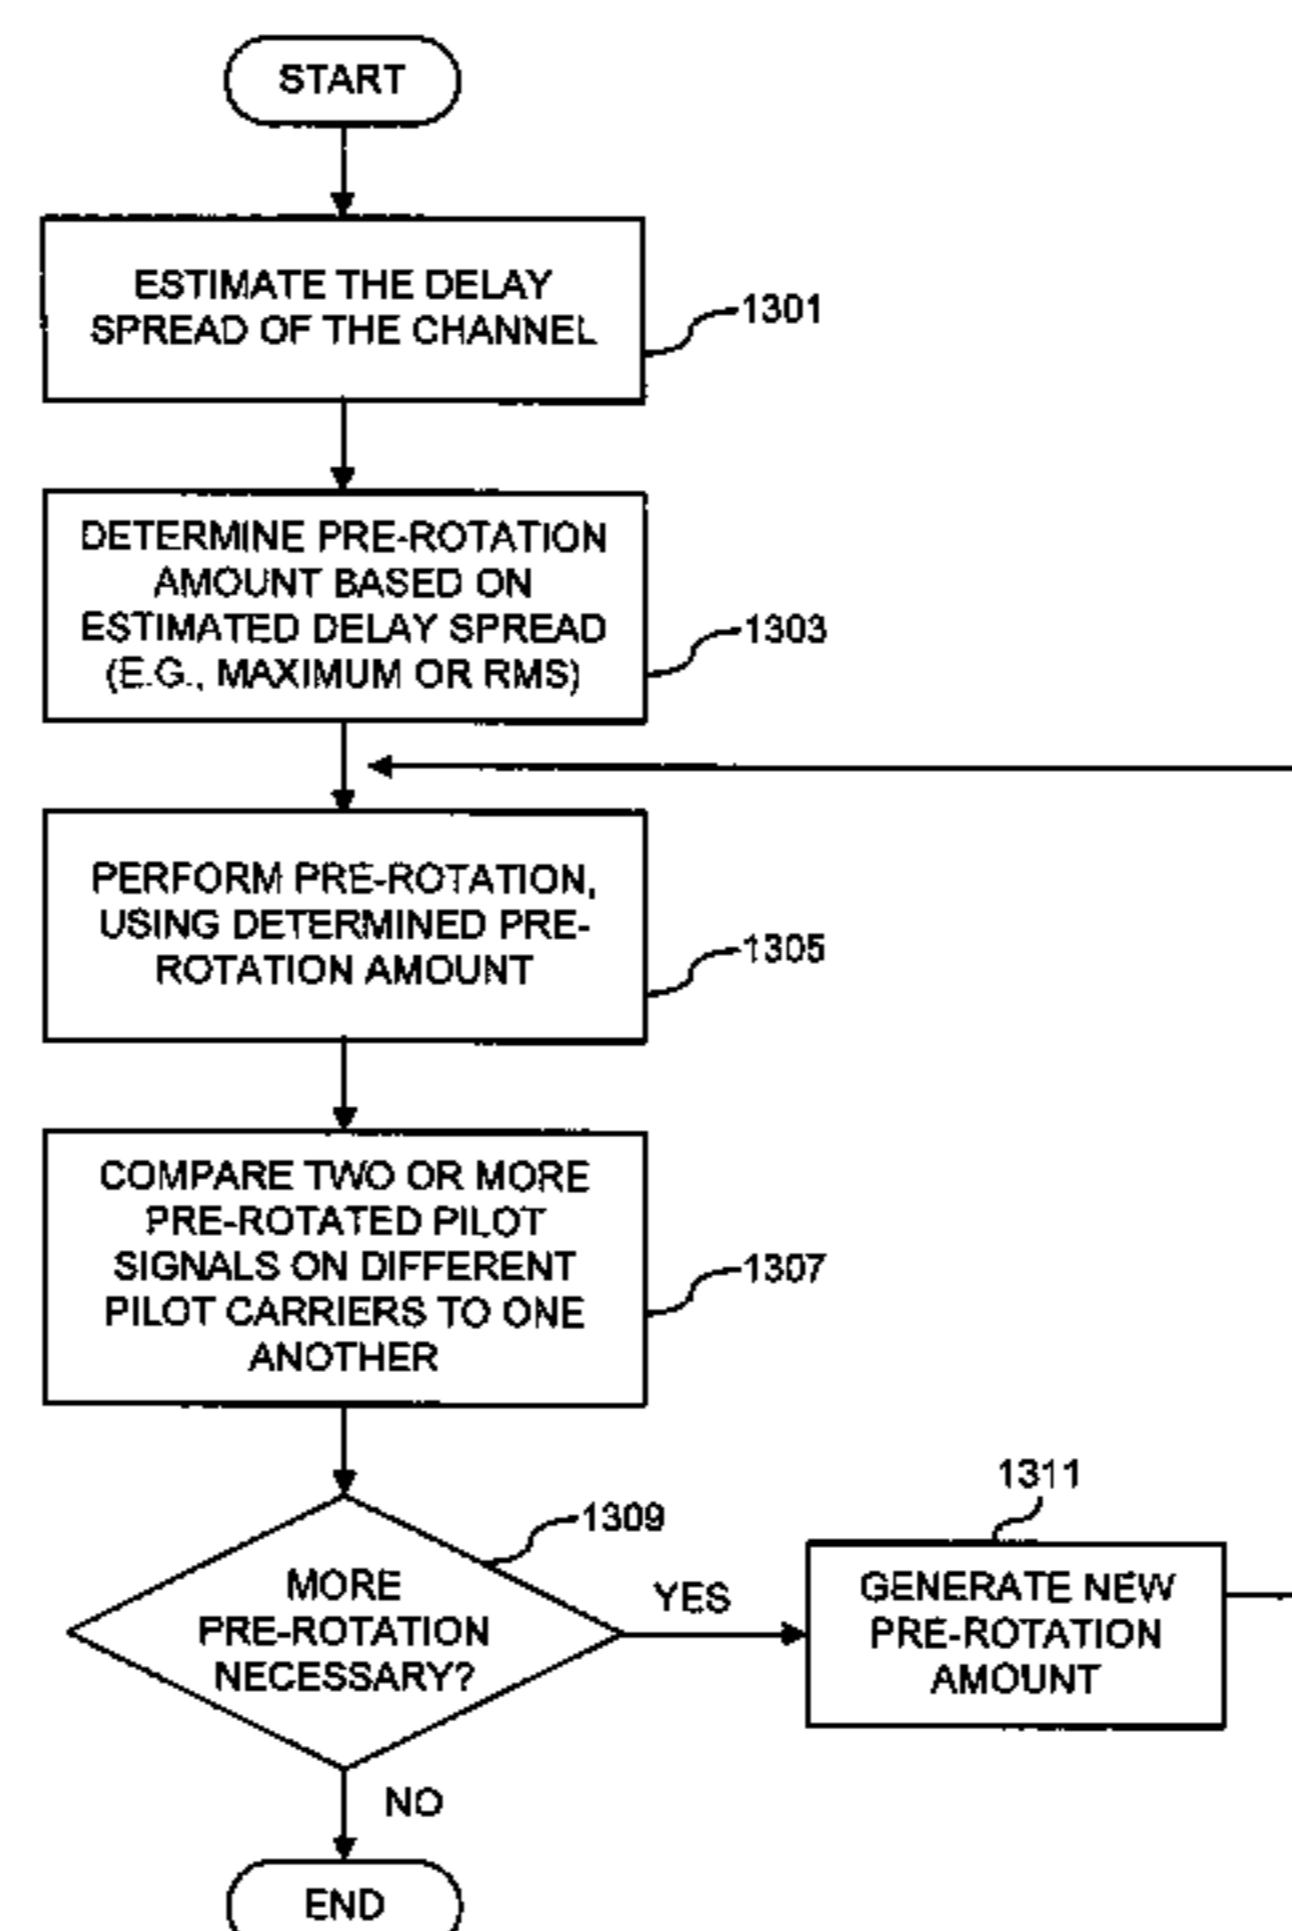 START
ESTIMATE THE DELAY
SPREAD OF THE CHANNEL
1301
DETERMINE PRE-ROTATION
AMOUNT BASED ON
ESTIMATED DELAY SPREAD
(E.G., MAXIMUM OR RMS)
1303
PERFORM PRE-ROTATION,
USING DETERMINED PRE-
ROTATION AMOUNT
1305
COMPARE TWO OR MORE
PRE-ROTATED PILOT
SIGNALS ON DIFFERENT
PILOT CARRIERS TO ONE
ANOTHER
1307
MORE
PRE-ROTATION
NECESSARY?
1309
YES
1311
GENERATE NEW
PRE-ROTATION
AMOUNT
NO
END